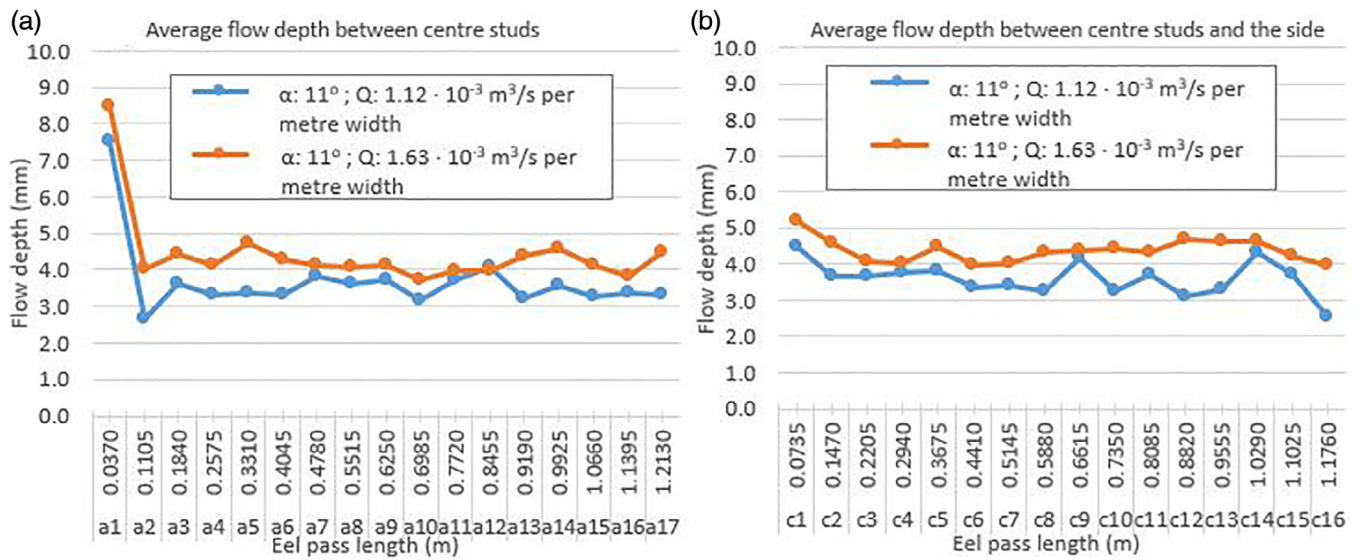 (a)
Average flow depth between centre studs
10.0
9.0
8.0
7.0
6.0
5.0
4.0
3.0
2.0
1.0
0.0
Flow depth (mm)
α: 11° ; Q: 1.12 · 10⁻³ m³/s per
metre width
α: 11° ; Q: 1.63 · 10⁻³ m³/s per
metre width
0.0370 0.1105 0.1840 0.2575 0.3310 0.4045 0.4780 0.5515 0.6250 0.6985 0.7720 0.8455 0.9190 0.9925 1.0660 1.1395 1.2130
a1 a2 a3 a4 a5 a6 a7 a8 a9 a10 a11 a12 a13 a14 a15 a16 a17
Eel pass length (m)
(b)
Average flow depth between centre studs and the side
10.0
9.0
8.0
7.0
6.0
5.0
4.0
3.0
2.0
1.0
0.0
Flow depth (mm)
α: 11° ; Q: 1.12 · 10⁻³ m³/s per
metre width
α: 11° ; Q: 1.63 · 10⁻³ m³/s per
metre width
0.0735 0.1470 0.2205 0.2940 0.3675 0.4410 0.5145 0.5880 0.6615 0.7350 0.8085 0.8820 0.9555 1.0290 1.1025 1.1760
c1 c2 c3 c4 c5 c6 c7 c8 c9 c10 c11 c12 c13 c14 c15 c16
Eel pass length (m)